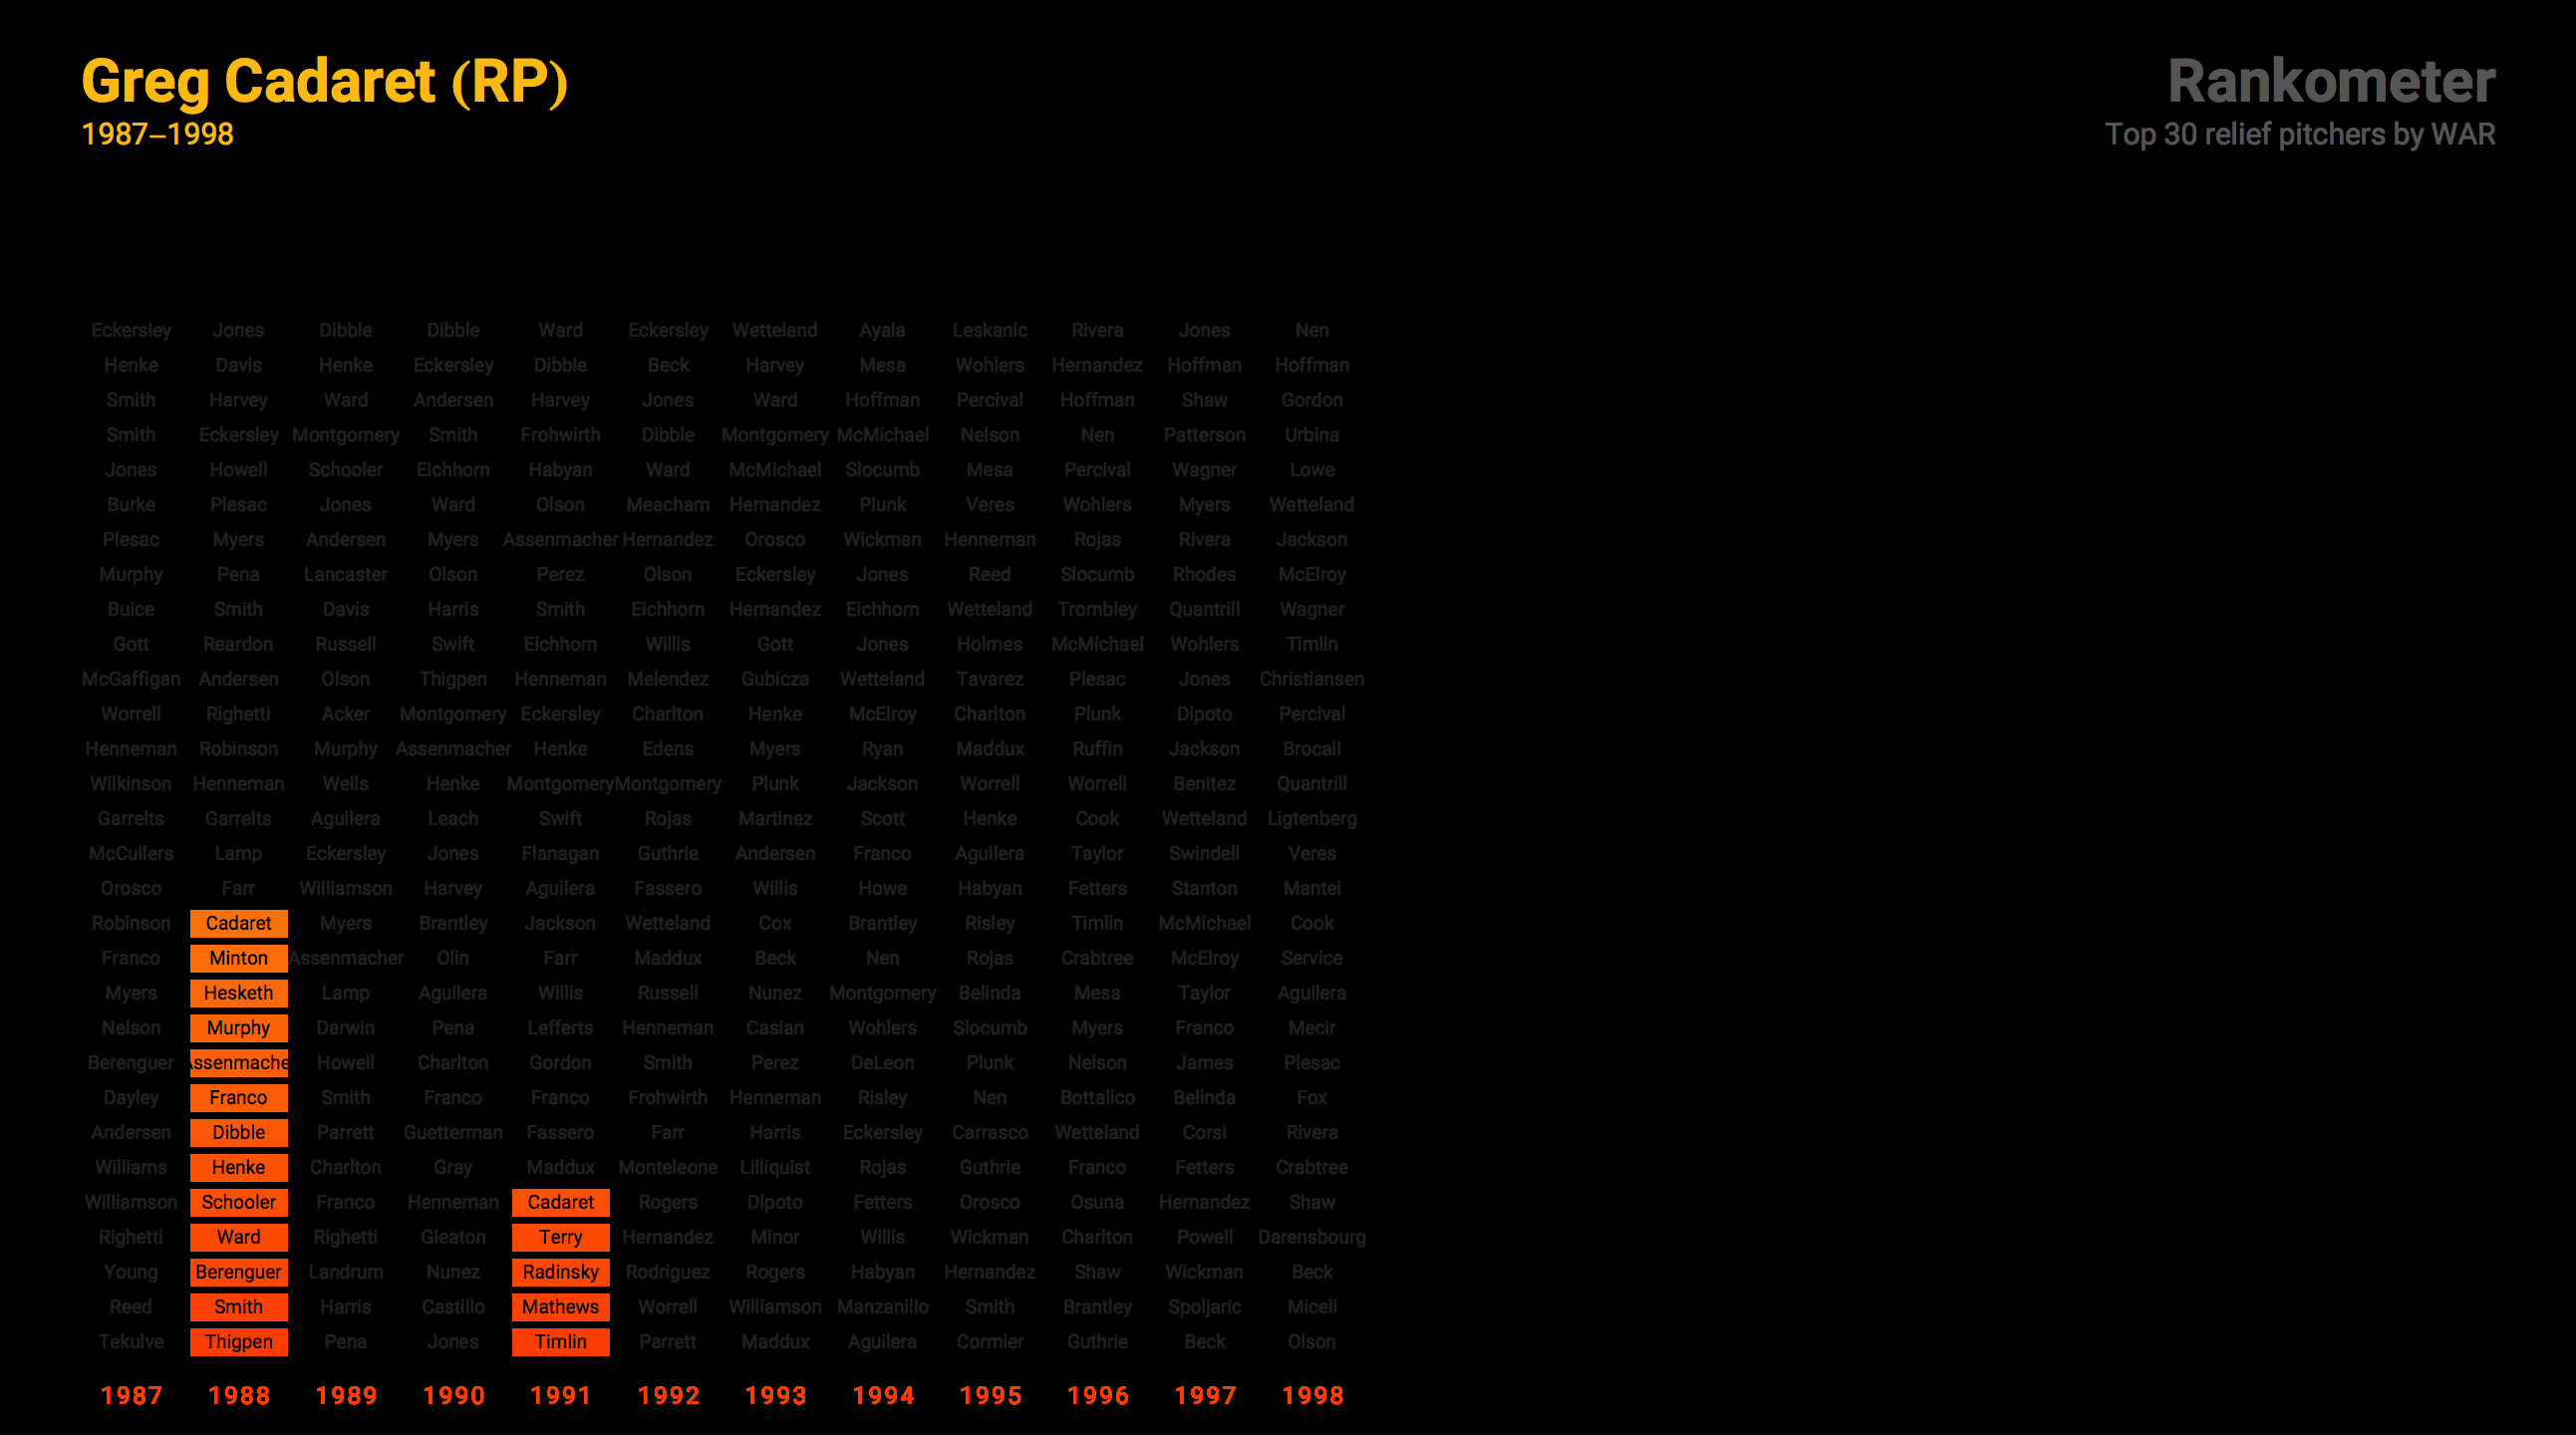 Greg Cadaret (RP)
1987–1998
Rankometer
Top 30 relief pitchers by WAR
Eckersley Jones Dibble Dibble Ward Eckersley Wetteland Ayala Leskanic Rivera Jones Nen
Henke Davis Henke Eckersley Dibble Beck Harvey Mesa Wohlers Hernandez Hoffman Hoffman
Smith Harvey Ward Andersen Harvey Jones Ward Hoffman Percival Hoffman Shaw Gordon
Smith Eckersley Montgomery Smith Frohwirth Dibble Montgomery McMichael Nelson Nen Patterson Urbina
Jones Howell Schooler Eichhorn Habyan Ward McMichael Slocumb Mesa Percival Wagner Lowe
Burke Plesac Jones Ward Olson Meacham Hernandez Plunk Veres Wohlers Myers Wetteland
Plesac Myers Andersen Myers Assenmacher Hernandez Orosco Wickman Henneman Rojas Rivera Jackson
Murphy Pena Lancaster Olson Perez Olson Eckersley Jones Reed Slocumb Rhodes McElroy
Buice Smith Davis Harris Smith Eichhorn Hernandez Eichhorn Wetteland Trombley Quantrill Wagner
Gott Reardon Russell Swift Eichhorn Willis Gott Jones Holmes McMichael Wohlers Timlin
McGaffigan Andersen Olson Thigpen Henneman Melendez Gubicza Wetteland Tavarez Plesac Jones Christiansen
Worrell Righetti Acker Montgomery Eckersley Charlton Henke McElroy Charlton Plunk Dipoto Percival
Henneman Robinson Murphy Assenmacher Henke Edens Myers Ryan Maddux Ruffin Jackson Brocail
Wilkinson Henneman Wells Henke Montgomery Montgomery Plunk Jackson Worrell Worrell Benitez Quantrill
Garrelts Garrelts Aguilera Leach Swift Rojas Martinez Scott Henke Cook Wetteland Ligtenberg
McCullers Lamp Eckersley Jones Flanagan Guthrie Andersen Franco Aguilera Taylor Swindell Veres
Orosco Farr Williamson Harvey Aguilera Fassero Willis Howe Habyan Fetters Stanton Mantei
Robinson Cadaret Myers Brantley Jackson Wetteland Cox Brantley Risley Timlin McMichael Cook
Franco Minton Assenmacher Olin Farr Maddux Beck Nen Rojas Crabtree McElroy Service
Myers Hesketh Lamp Aguilera Willis Russell Nunez Montgomery Belinda Mesa Taylor Aguilera
Nelson Murphy Darwin Pena Lefferts Henneman Casian Wohlers Slocumb Myers Franco Mecir
Berenguer Assenmache Howell Charlton Gordon Smith Perez DeLeon Plunk Nelson James Plesac
Dayley Franco Smith Franco Franco Frohwirth Henneman Risley Nen Bottalico Belinda Fox
Andersen Dibble Parrett Guetterman Fassero Farr Harris Eckersley Carrasco Wetteland Corsi Rivera
Williams Henke Charlton Gray Maddux Monteleone Lilliquist Rojas Guthrie Franco Fetters Crabtree
Williamson Schooler Franco Henneman Cadaret Rogers Dipoto Fetters Orosco Osuna Hernandez Shaw
Righetti Ward Righetti Gleaton Terry Hernandez Minor Willis Wickman Charlton Powell Darensbourg
Young Berenguer Landrum Nunez Radinsky Rodriguez Rogers Habyan Hernandez Shaw Wickman Beck
Reed Smith Harris Castillo Mathews Worrell Williamson Manzanillo Smith Brantley Spoljaric Miceli
Tekulve Thigpen Pena Jones Timlin Parrett Maddux Aguilera Cormier Guthrie Beck Olson
1987 1988 1989 1990 1991 1992 1993 1994 1995 1996 1997 1998